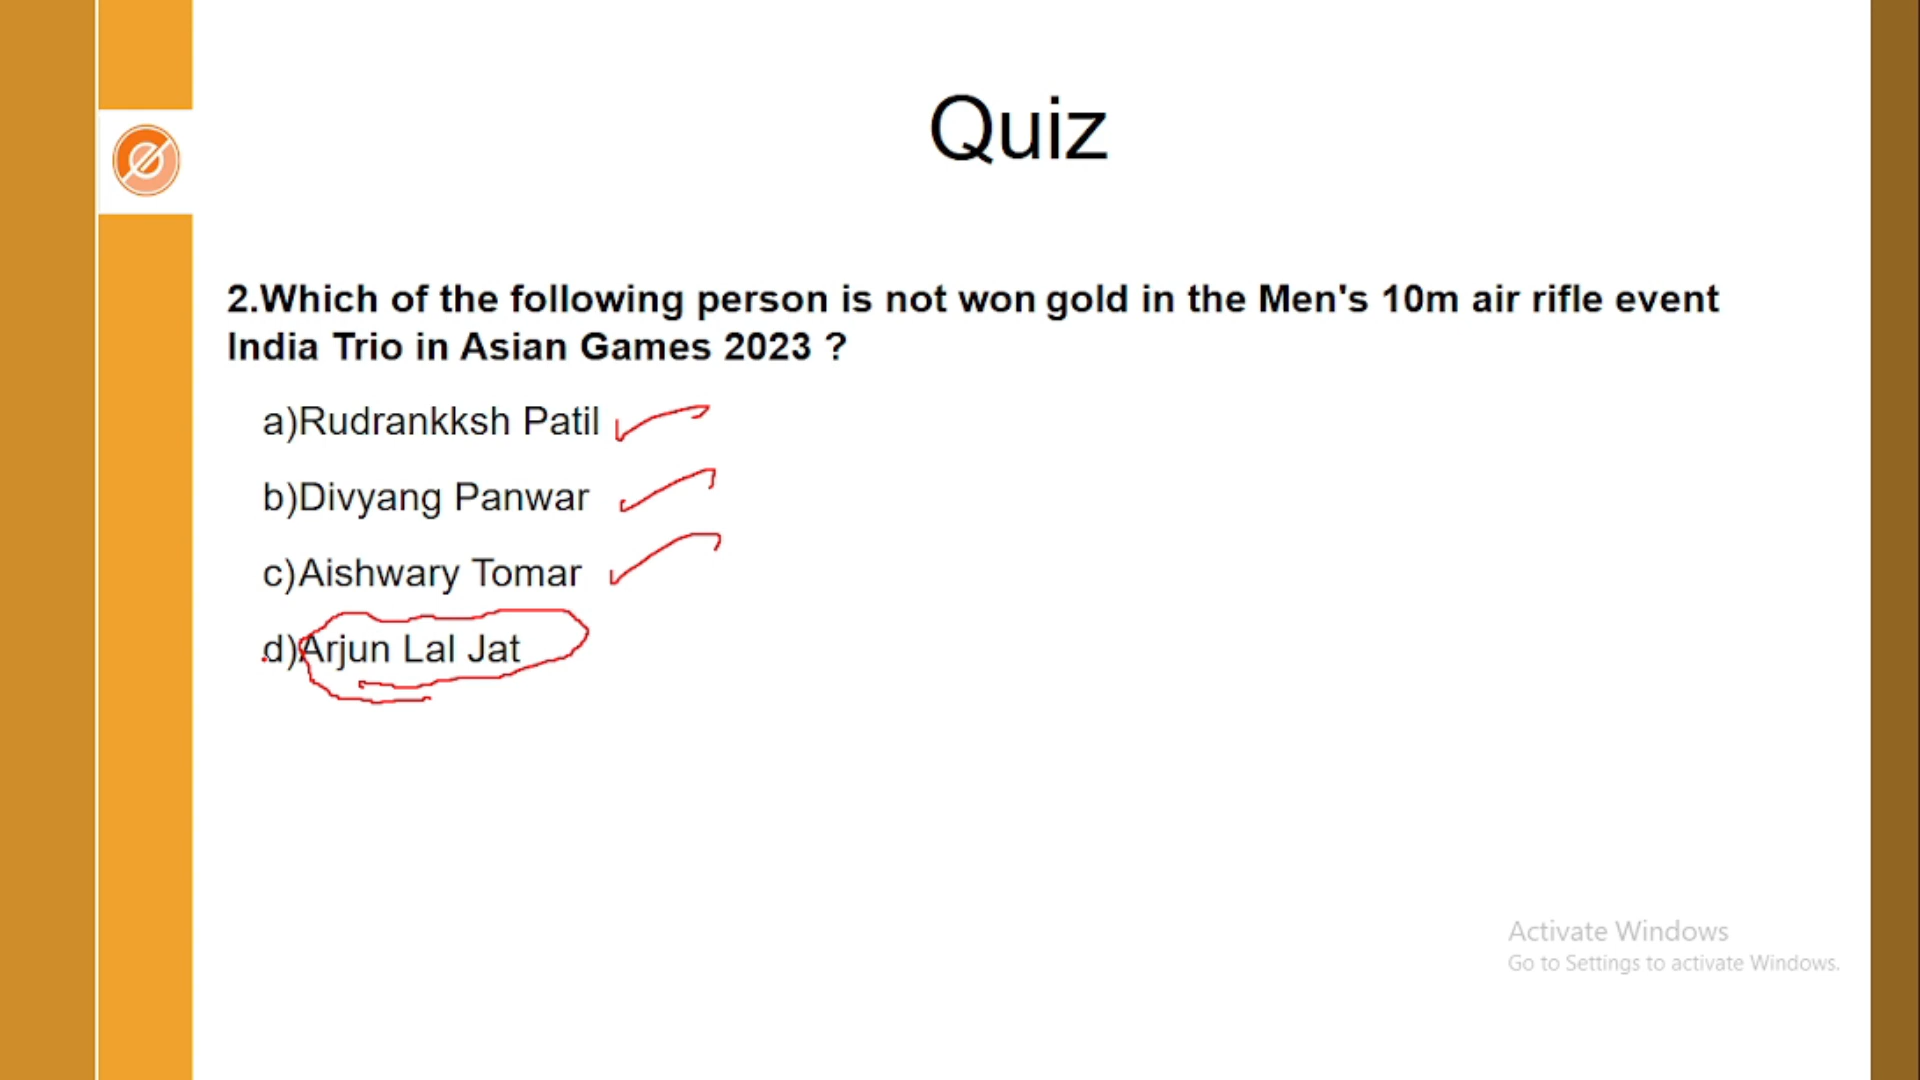 Quiz
2.Which of the following person is not won gold in the Men's 10m air rifle event
India Trio in Asian Games 2023 ?
a)Rudrankksh Patil
b)Divyang Panwar
c)Aishwary Tomar
d)Arjun Lal Jat
Activate Windows
Go to Settings to activate Windows.